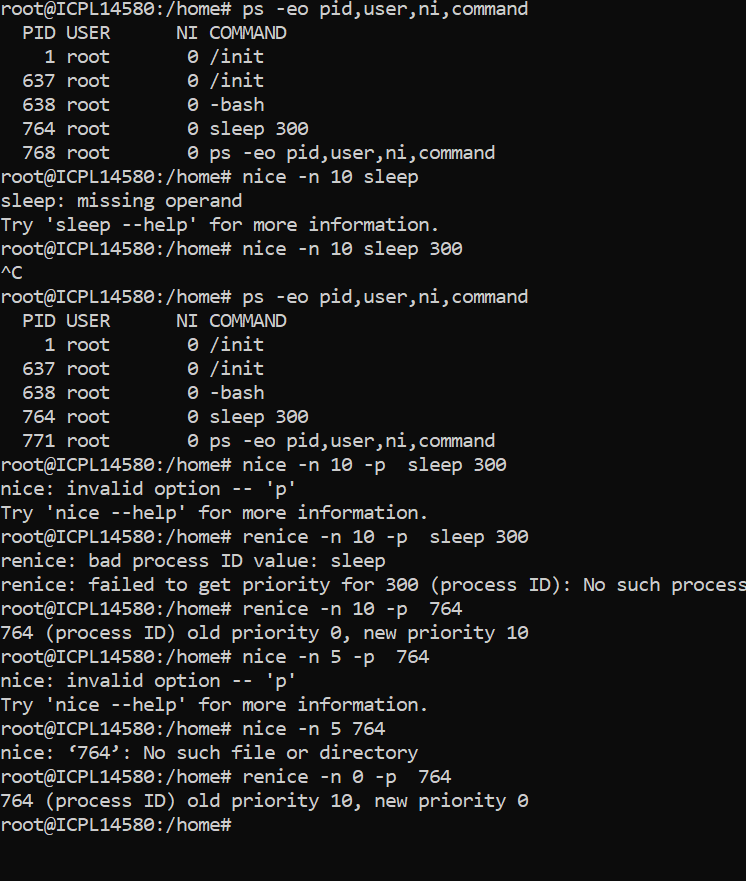 root@ICPL14580:/home# ps -eo pid,user,ni,command
  PID USER      NI COMMAND
    1 root       0 /init
  637 root       0 /init
  638 root       0 -bash
  764 root       0 sleep 300
  768 root       0 ps -eo pid,user,ni,command
root@ICPL14580:/home# nice -n 10 sleep
sleep: missing operand
Try 'sleep --help' for more information.
root@ICPL14580:/home# nice -n 10 sleep 300
^C
root@ICPL14580:/home# ps -eo pid,user,ni,command
  PID USER      NI COMMAND
    1 root       0 /init
  637 root       0 /init
  638 root       0 -bash
  764 root       0 sleep 300
  771 root       0 ps -eo pid,user,ni,command
root@ICPL14580:/home# nice -n 10 -p  sleep 300
nice: invalid option -- 'p'
Try 'nice --help' for more information.
root@ICPL14580:/home# renice -n 10 -p  sleep 300
renice: bad process ID value: sleep
renice: failed to get priority for 300 (process ID): No such process
root@ICPL14580:/home# renice -n 10 -p  764
764 (process ID) old priority 0, new priority 10
root@ICPL14580:/home# nice -n 5 -p  764
nice: invalid option -- 'p'
Try 'nice --help' for more information.
root@ICPL14580:/home# nice -n 5 764
nice: ‘764’: No such file or directory
root@ICPL14580:/home# renice -n 0 -p  764
764 (process ID) old priority 10, new priority 0
root@ICPL14580:/home#